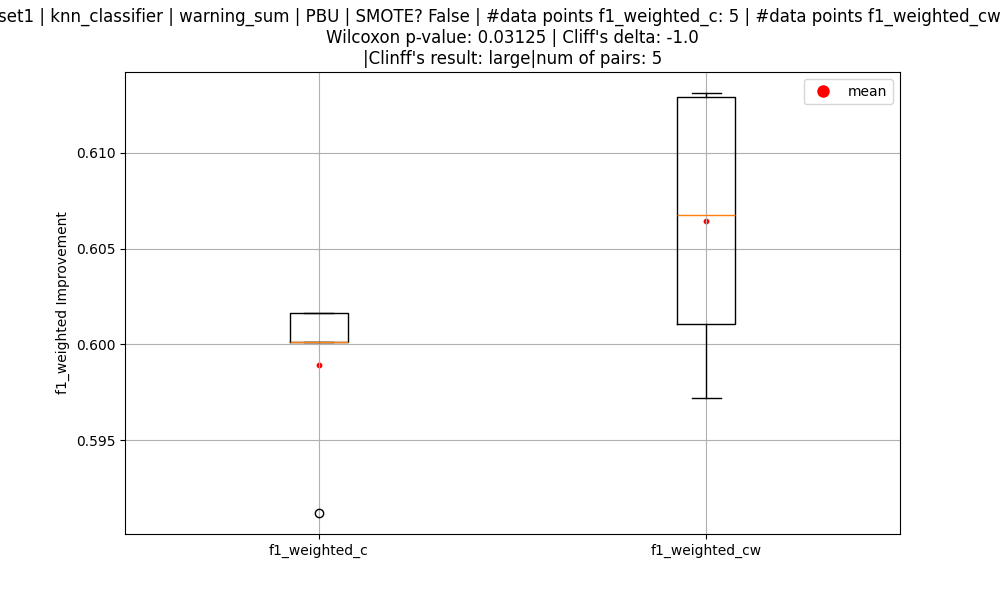 set1 | knn_classifier | warning_sum | PBU | SMOTE? False | #data points f1_weighted_c: 5 | #data points f1_weighted_cw
Wilcoxon p-value: 0.03125 | Cliff's delta: -1.0
|Clinff's result: large|num of pairs: 5
mean
0.610
0.605
0.600
0.595
f1_weighted Improvement
f1_weighted_c
f1_weighted_cw